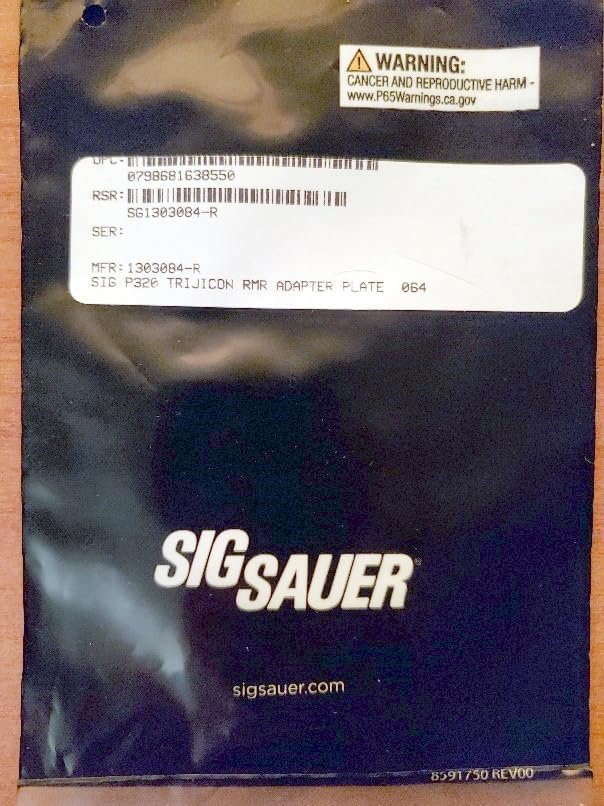 WARNING:
CANCER AND REPRODUCTIVE HARM -
www.P65Warnings.ca.gov
UPC:
0798681638550
RSR:
SG1303084-R
SER:
MFR: 1303084-R
SIG P320 TRIJICON RMR ADAPTER PLATE 064
SIG SAUER®
sigsauer.com
8591750 REV00